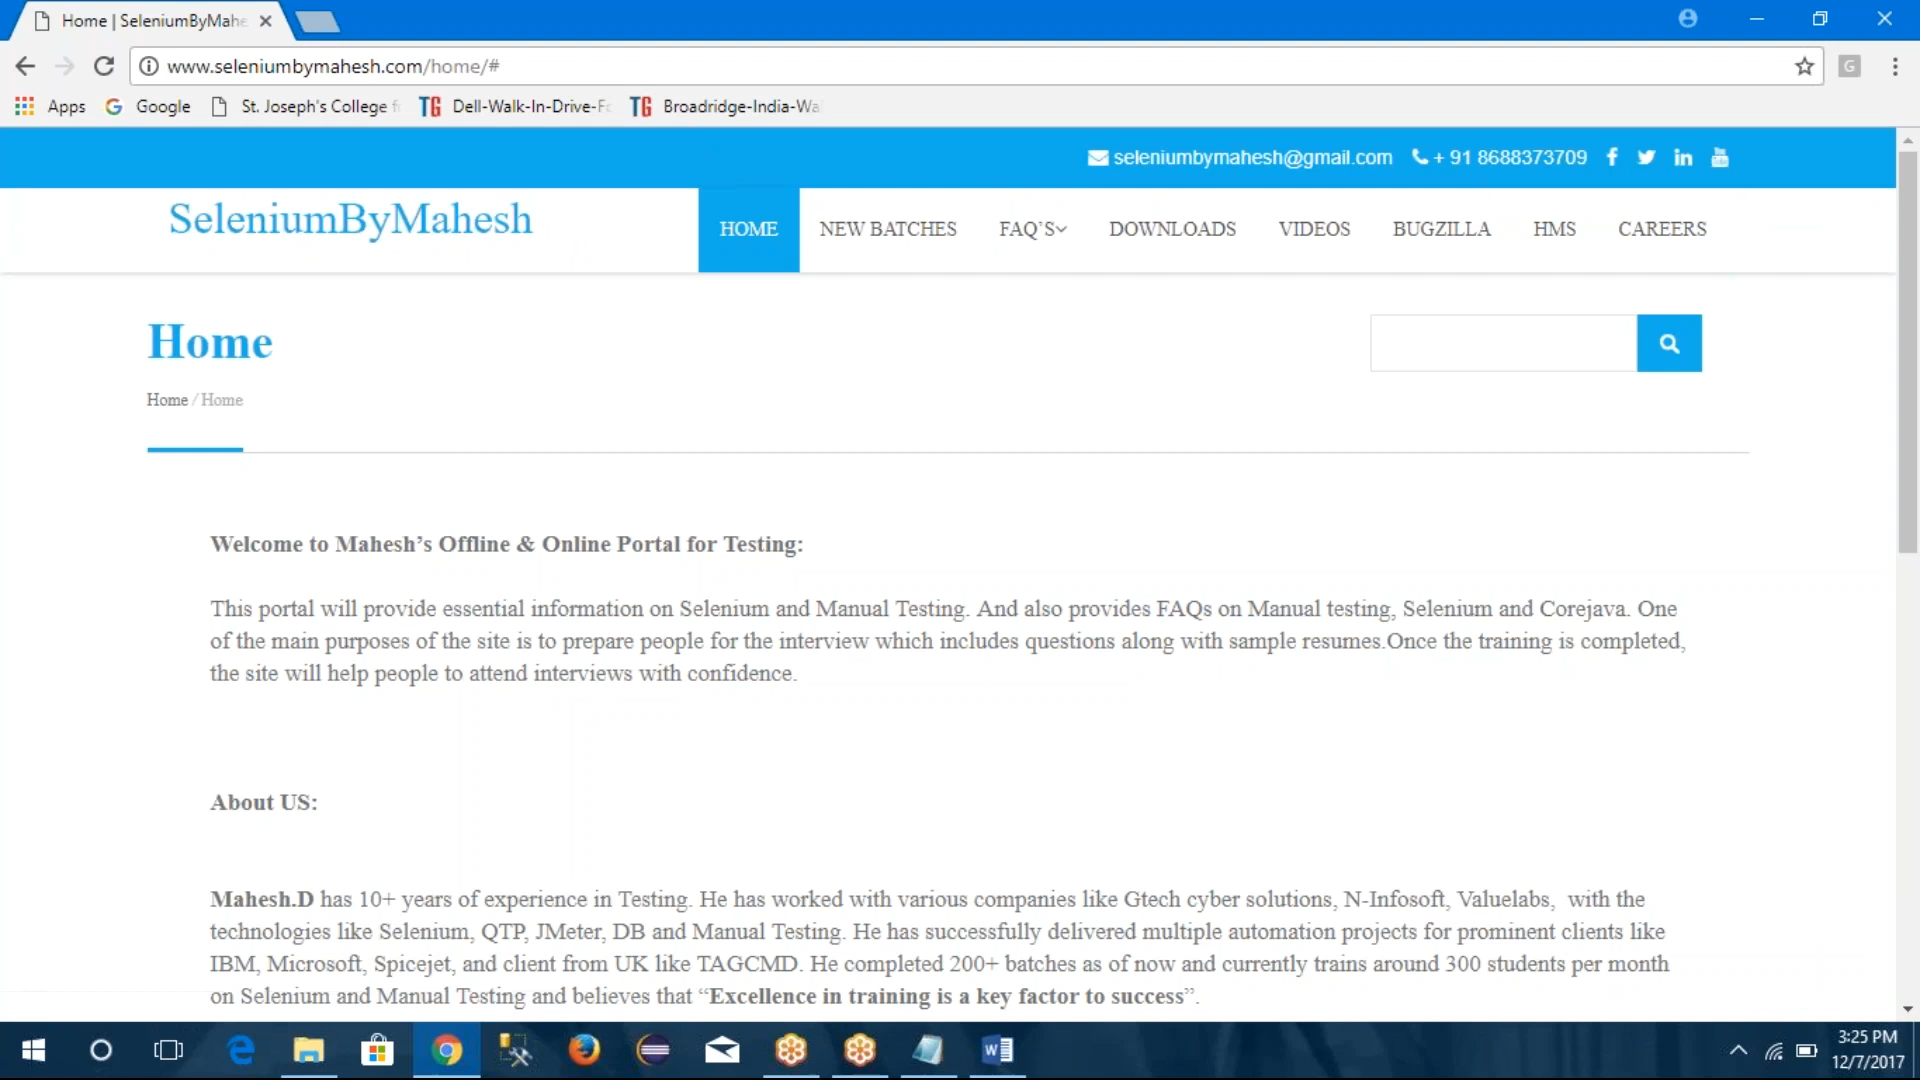 Home | SeleniumByMahe
www.seleniumbymahesh.com/home/#
Apps Google St. Joseph's College f Dell-Walk-In-Drive-Fo Broadridge-India-Wa
seleniumbymahesh@gmail.com + 91 8688373709
SeleniumByMahesh
HOME NEW BATCHES FAQ`S DOWNLOADS VIDEOS BUGZILLA HMS CAREERS
Home
Home / Home
Welcome to Mahesh’s Offline & Online Portal for Testing:
This portal will provide essential information on Selenium and Manual Testing. And also provides FAQs on Manual testing, Selenium and Corejava. One
of the main purposes of the site is to prepare people for the interview which includes questions along with sample resumes.Once the training is completed,
the site will help people to attend interviews with confidence.
About US:
Mahesh.D has 10+ years of experience in Testing. He has worked with various companies like Gtech cyber solutions, N-Infosoft, Valuelabs, with the
technologies like Selenium, QTP, JMeter, DB and Manual Testing. He has successfully delivered multiple automation projects for prominent clients like
IBM, Microsoft, Spicejet, and client from UK like TAGCMD. He completed 200+ batches as of now and currently trains around 300 students per month
on Selenium and Manual Testing and believes that “Excellence in training is a key factor to success”.
3:25 PM
12/7/2017